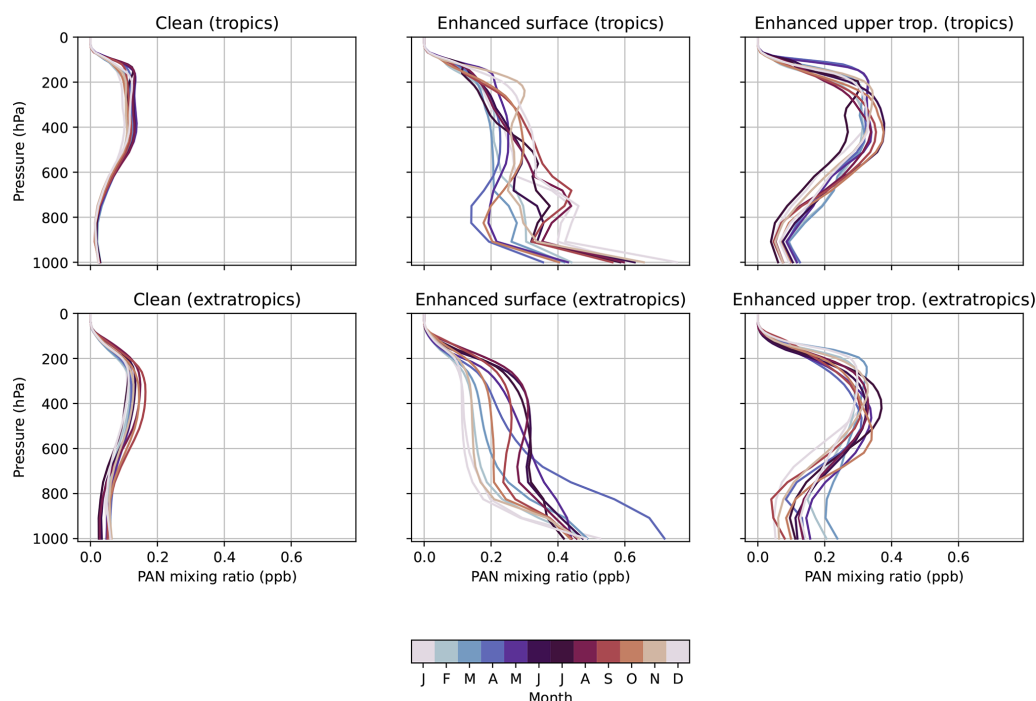 Clean (tropics)
Enhanced surface (tropics)
Enhanced upper trop. (tropics)
0
200
400
600
800
1000
Pressure (hPa)
Clean (extratropics)
Enhanced surface (extratropics)
Enhanced upper trop. (extratropics)
0
200
400
600
800
1000
Pressure (hPa)
0.0 0.2 0.4 0.6
0.0 0.2 0.4 0.6
0.0 0.2 0.4 0.6
PAN mixing ratio (ppb)
PAN mixing ratio (ppb)
PAN mixing ratio (ppb)
J F M A M J J A S O N D
Month